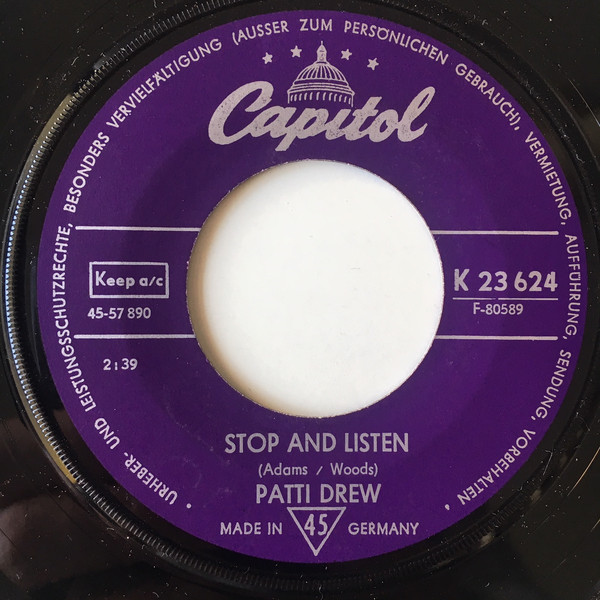 URHEBER- UND LEISTUNGSSCHUTZRECHTE, BESONDERS VERVIELFÄLTIGUNG (AUSSER ZUM PERSÖNLICHEN GEBRAUCH), VERMIETUNG, AUFFÜHRUNG, SENDUNG, VORBEHALTEN
Capitol
Keep a/c
K 23 624
45-57 890
F-80589
2:39
STOP AND LISTEN
(Adams / Woods)
PATTI DREW
MADE IN 45 GERMANY